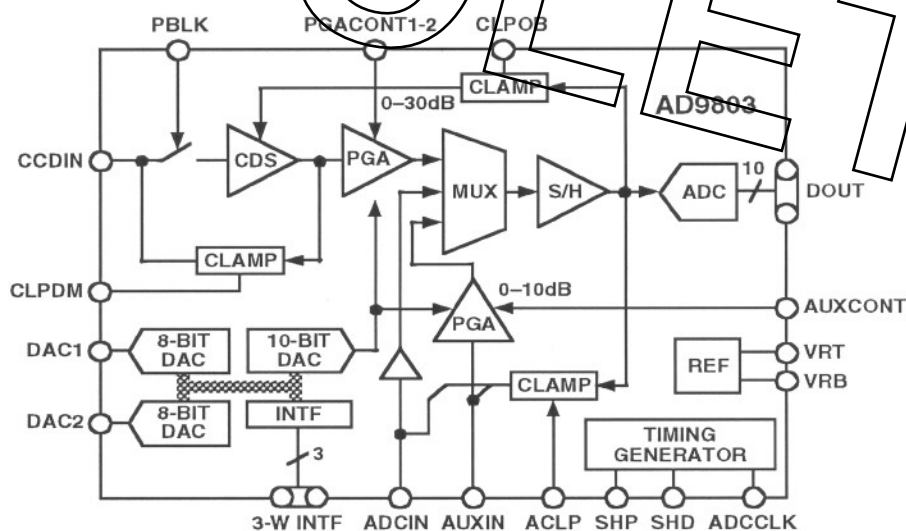 PBLK PGACONT1-2 CLPOB
CLAMP
0–30dB
AD9803
CCDIN
CDS
PGA
MUX
S/H
ADC
10
DOUT
CLAMP
CLPDM
0–10dB
PGA
AUXCONT
DAC1
8-BIT
DAC
10-BIT
DAC
CLAMP
REF
VRT
VRB
DAC2
8-BIT
DAC
INTF
3
TIMING
GENERATOR
3-W INTF ADCIN AUXIN ACLP SHP SHD ADCCLK